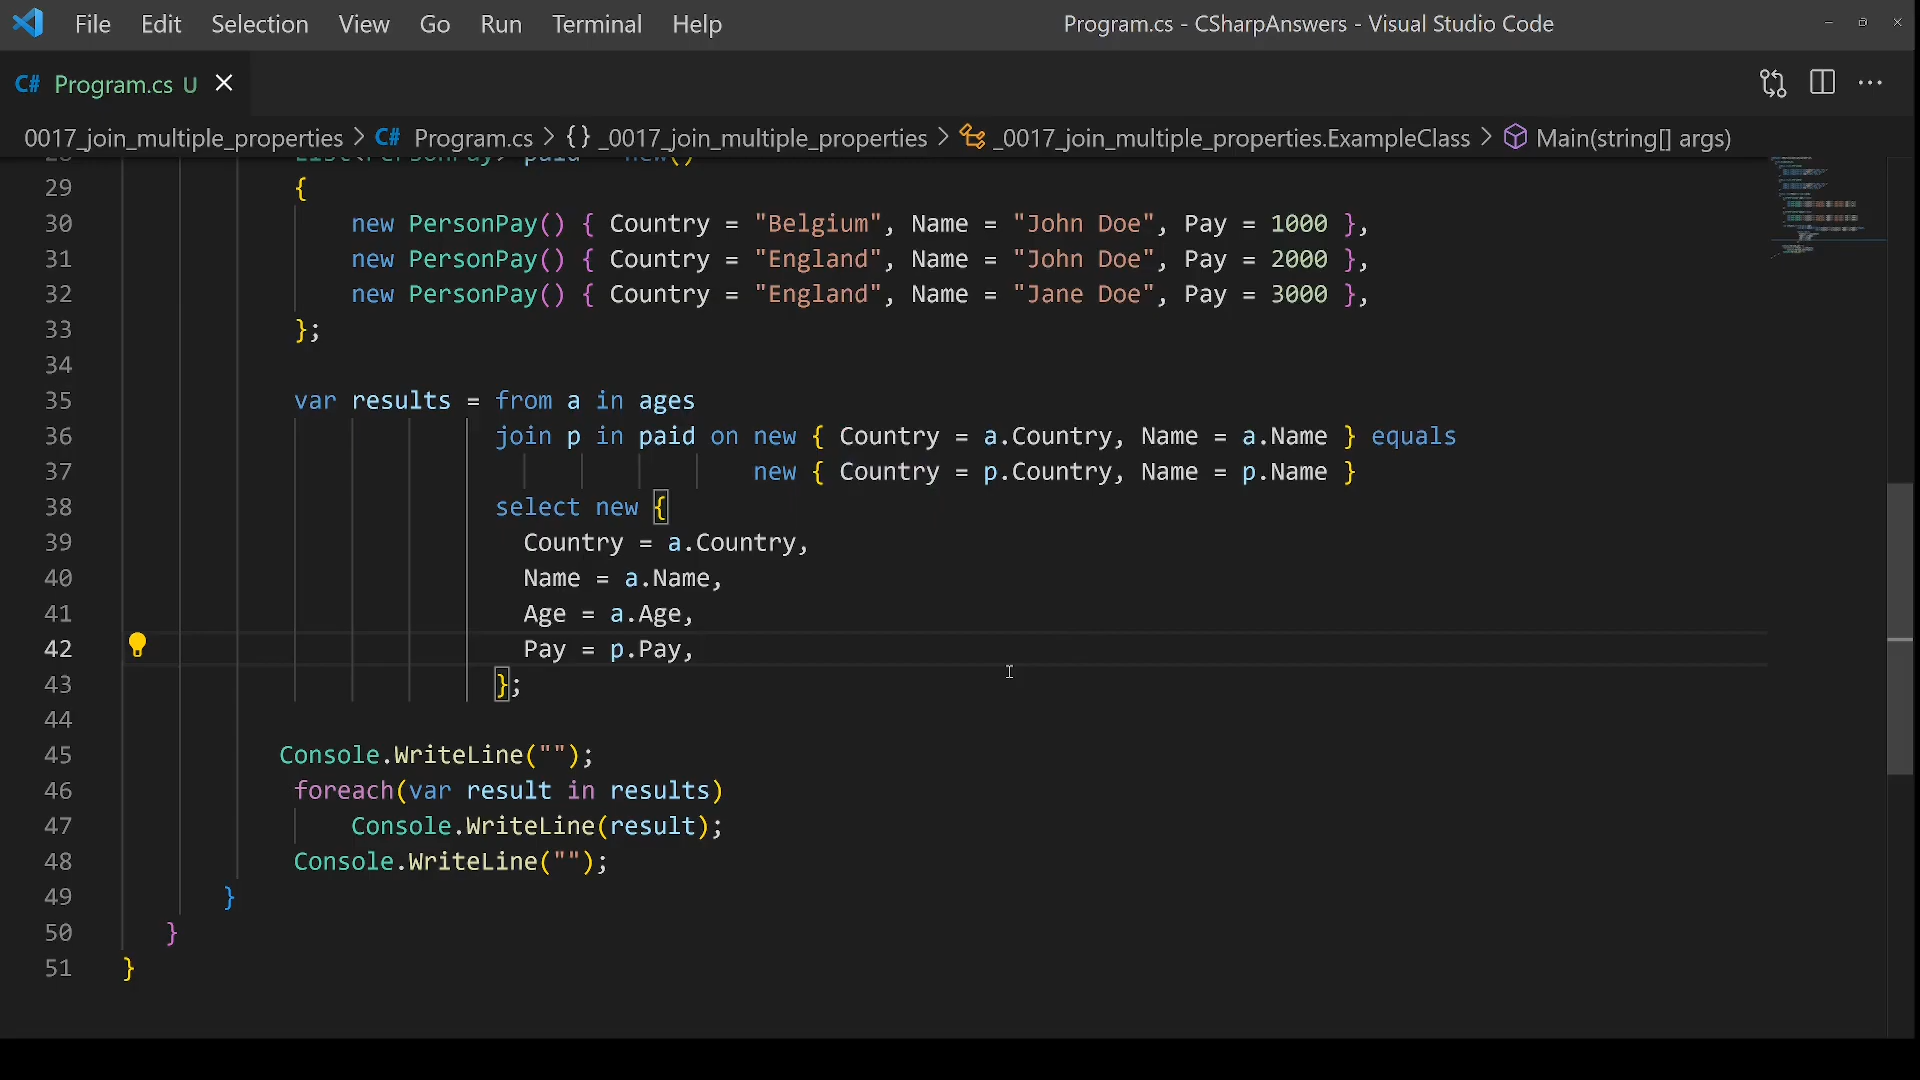 File Edit Selection View Go Run Terminal Help Program.cs - CSharpAnswers - Visual Studio Code
C# Program.cs U
0017_join_multiple_properties > C# Program.cs > {} _0017_join_multiple_properties > _0017_join_multiple_properties.ExampleClass > Main(string[] args)
28 List<PersonPay> paid = new()
29 {
30 new PersonPay() { Country = "Belgium", Name = "John Doe", Pay = 1000 },
31 new PersonPay() { Country = "England", Name = "John Doe", Pay = 2000 },
32 new PersonPay() { Country = "England", Name = "Jane Doe", Pay = 3000 },
33 };
34
35 var results = from a in ages
36 join p in paid on new { Country = a.Country, Name = a.Name } equals
37 new { Country = p.Country, Name = p.Name }
38 select new {
39 Country = a.Country,
40 Name = a.Name,
41 Age = a.Age,
42 Pay = p.Pay,
43 };
44
45 Console.WriteLine("");
46 foreach(var result in results)
47 Console.WriteLine(result);
48 Console.WriteLine("");
49 }
50 }
51 }